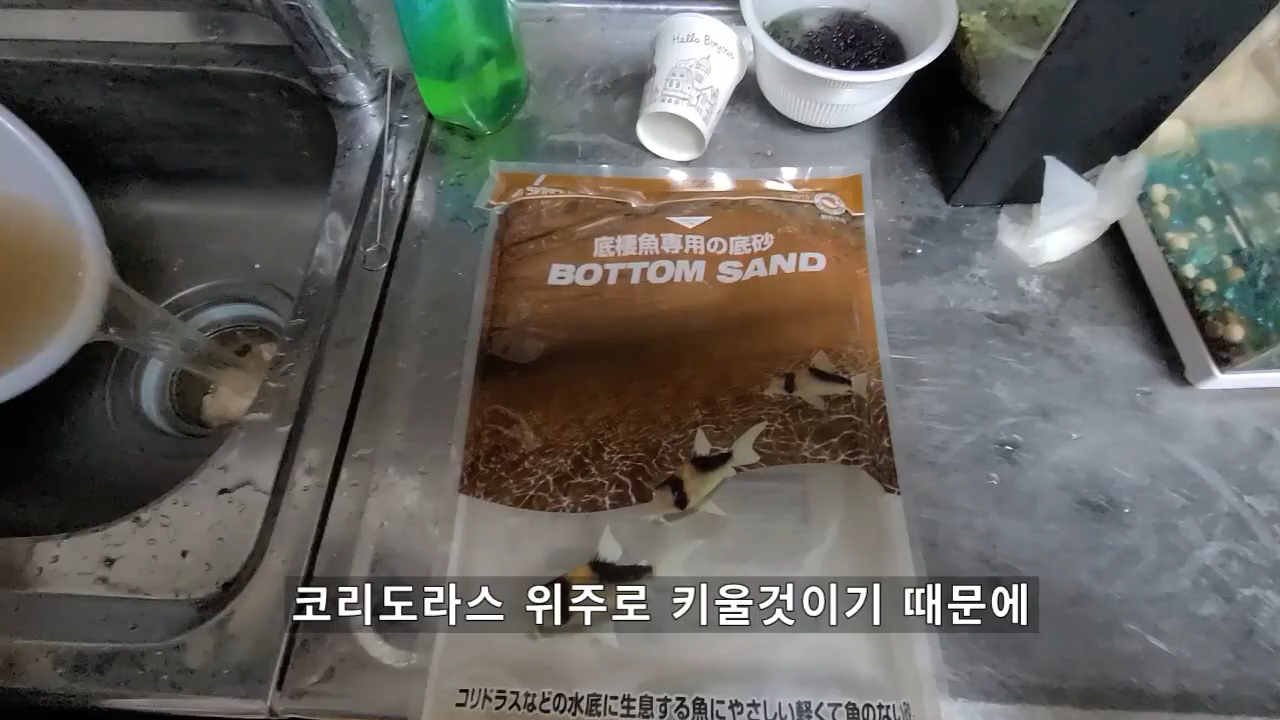 Hello
底棲魚専用の底砂
BOTTOM SAND
코리도라스 위주로 키울것이기 때문에
コリドラスなどの水底に生息する魚にやさしい軽くて角のない